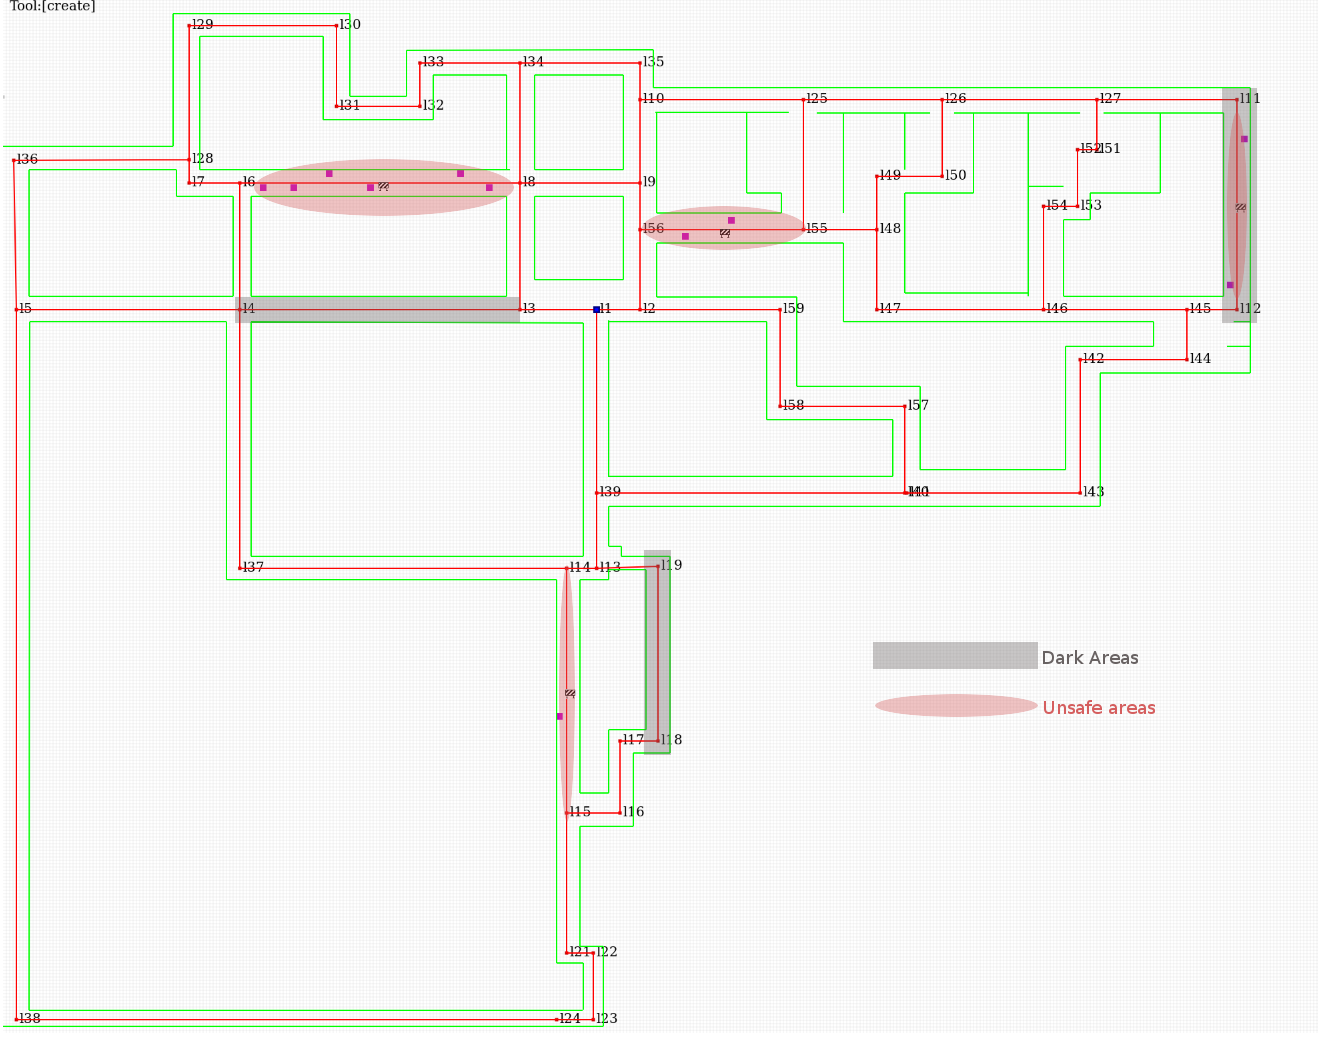 Tool:[create]
l29 l30
l33 l34 l35
l31 l32 l10 l25 l26 l27 l11
l36 l28 l52 l51
l7 l6 l8 l9 l49 l50
l54 l53
l56 l55 l48
l5 l4 l3 l1 l2 l59 l47 l46 l45 l12
l42 l44
l58 l57
l39 l43
l37 l14 l13 l19
Dark Areas
Unsafe areas
l17 l18
l15 l16
l21 l22
l38 l24 l23